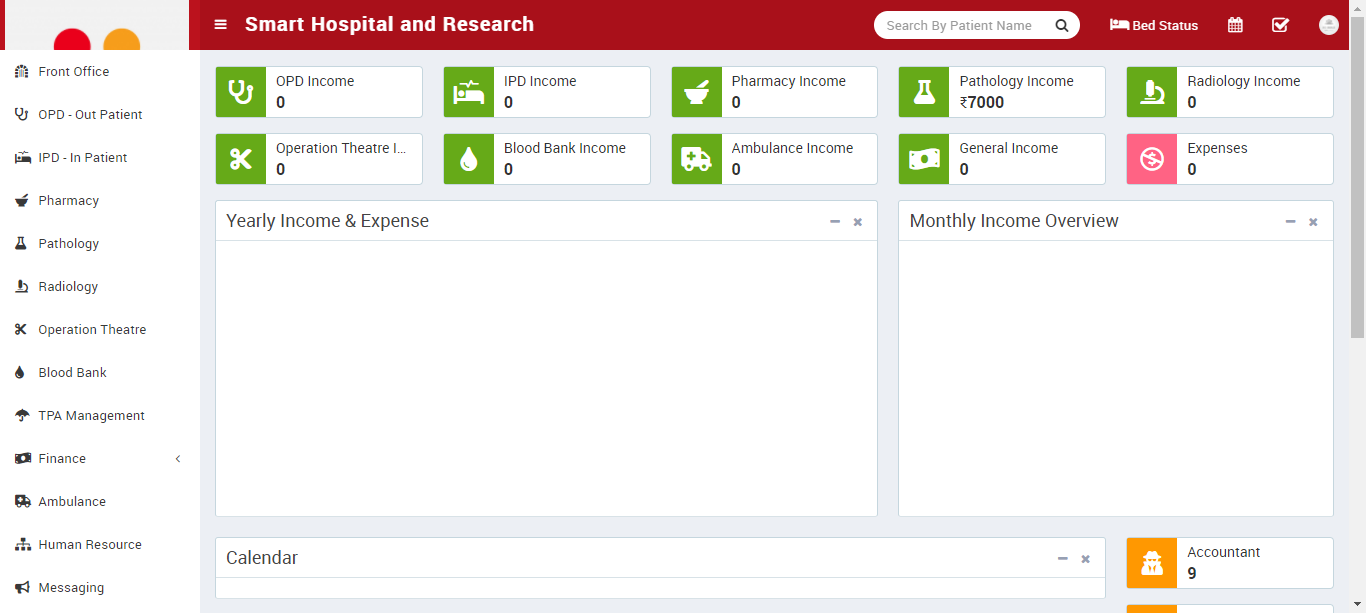 Smart Hospital and Research
Search By Patient Name
Bed Status
Front Office
OPD - Out Patient
IPD - In Patient
Pharmacy
Pathology
Radiology
Operation Theatre
Blood Bank
TPA Management
Finance
Ambulance
Human Resource
Messaging
OPD Income
0
IPD Income
0
Pharmacy Income
0
Pathology Income
₹7000
Radiology Income
0
Operation Theatre I...
0
Blood Bank Income
0
Ambulance Income
0
General Income
0
Expenses
0
Yearly Income & Expense
Monthly Income Overview
Calendar
Accountant
9